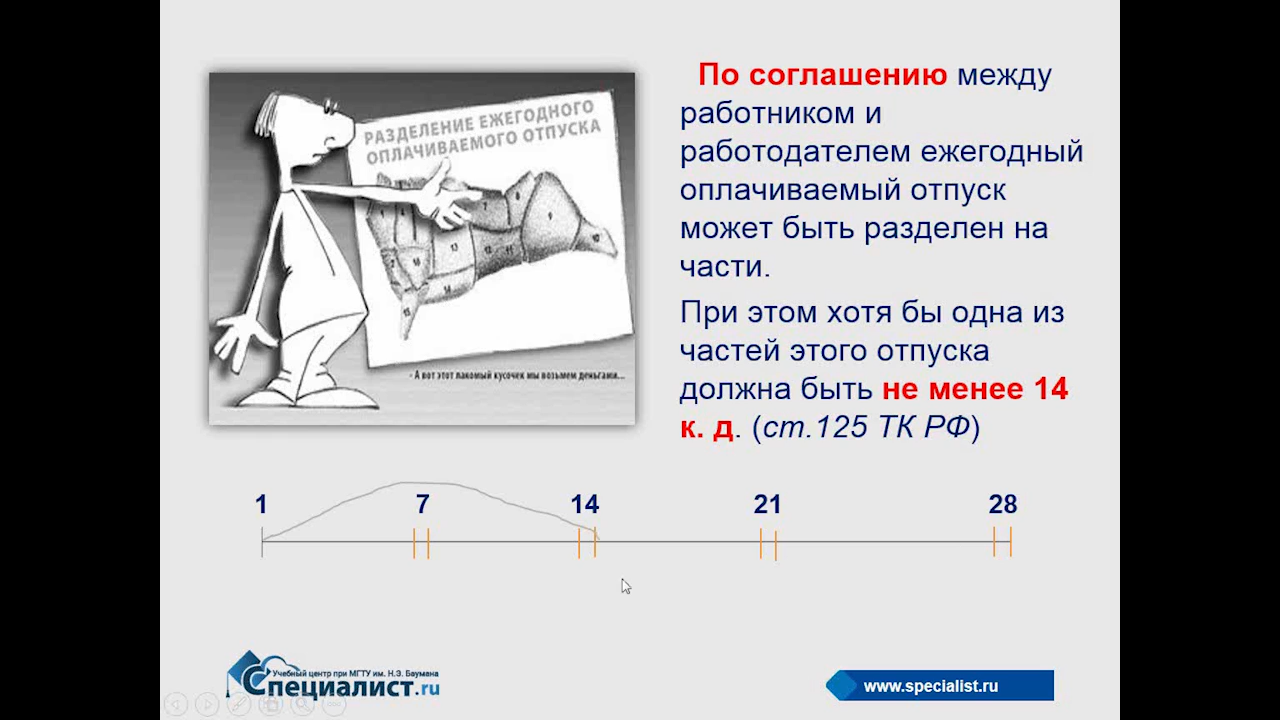 По соглашению между
работником и
работодателем ежегодный
оплачиваемый отпуск
может быть разделен на
части.
При этом хотя бы одна из
частей этого отпуска
должна быть не менее 14
к. д. (ст.125 ТК РФ)
РАЗДЕЛЕНИЕ ЕЖЕГОДНОГО
ОПЛАЧИВАЕМОГО ОТПУСКА
- А вот этот лакомый кусочек мы возьмем деньгами...
1 7 14 21 28
Учебный центр при МГТУ им. Н.Э. Баумана
Специалист.ru
www.specialist.ru